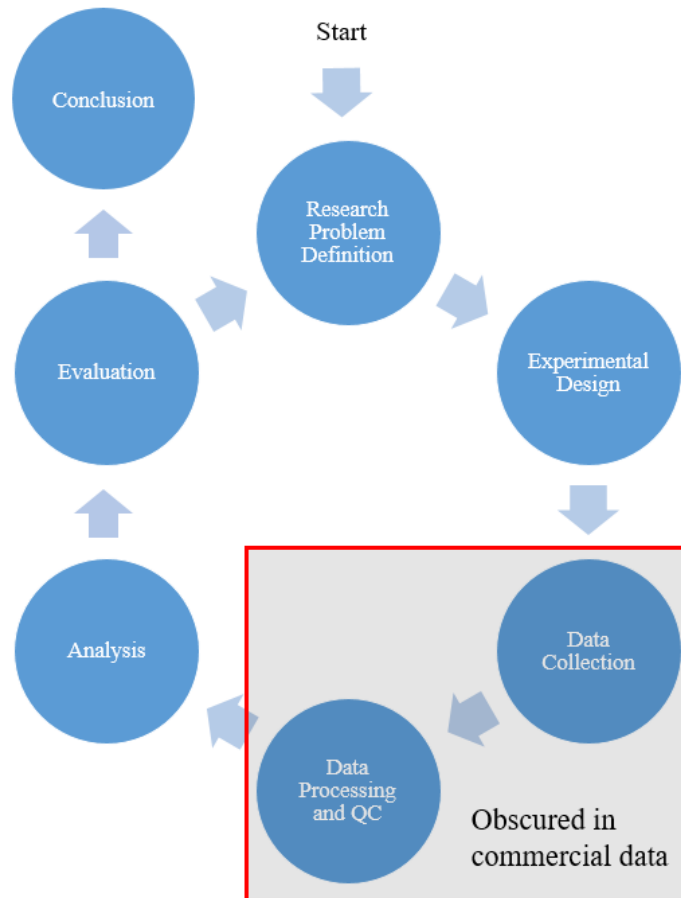 Start
Conclusion
Research
Problem
Definition
Evaluation
Experimental
Design
Analysis
Data
Collection
Data
Processing
and QC
Obscured in
commercial data